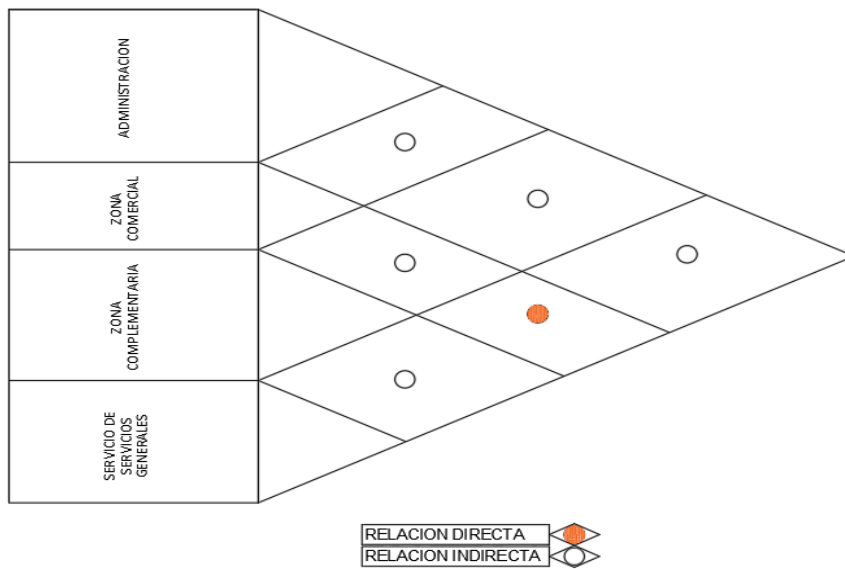 ADMINISTRACION
ZONA
COMERCIAL
ZONA
COMPLEMENTARIA
SERVICIO DE
SERVICIOS
GENERALES
RELACION DIRECTA
RELACION INDIRECTA